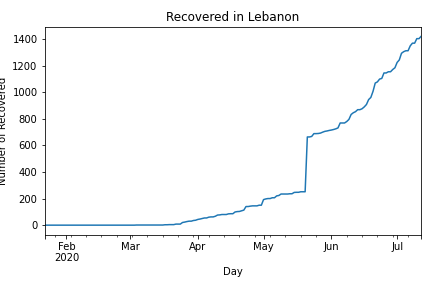 Recovered in Lebanon
1400
1200
1000
800
600
400
200
0
Number of Recovered
Feb
2020
Mar
Apr
May
Jun
Jul
Day